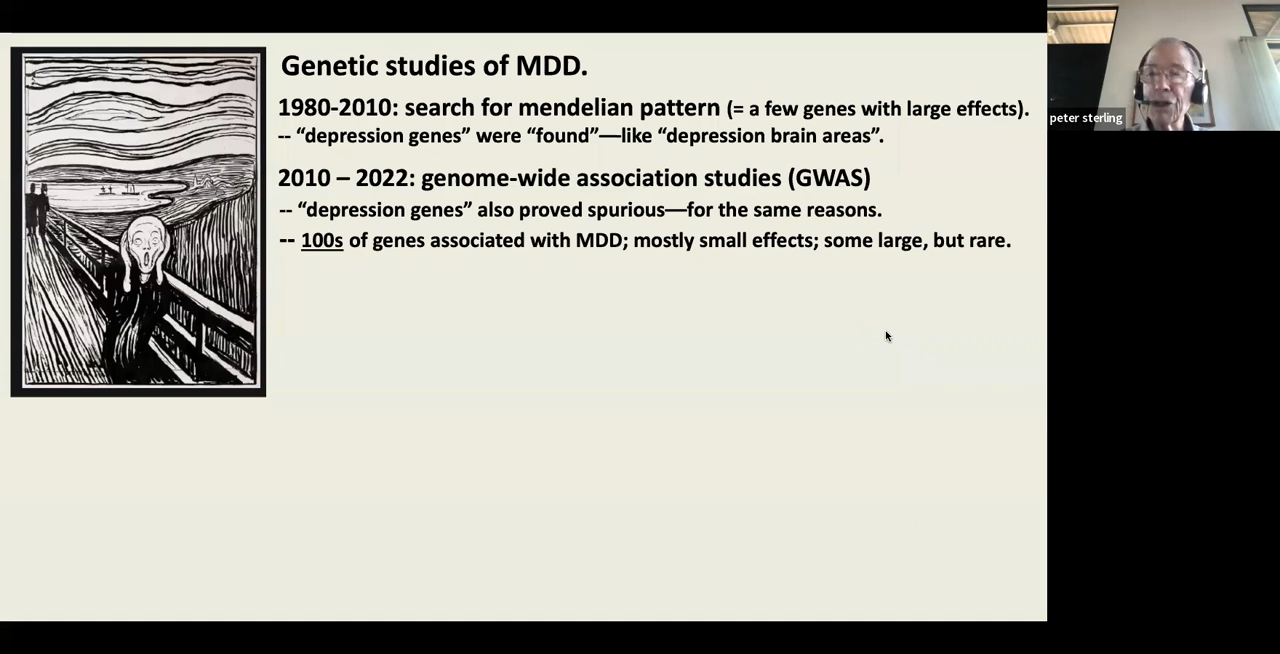 Genetic studies of MDD.
1980-2010: search for mendelian pattern (= a few genes with large effects).
-- “depression genes” were “found”—like “depression brain areas”.
2010 – 2022: genome-wide association studies (GWAS)
-- “depression genes” also proved spurious—for the same reasons.
-- 100s of genes associated with MDD; mostly small effects; some large, but rare.
peter sterling